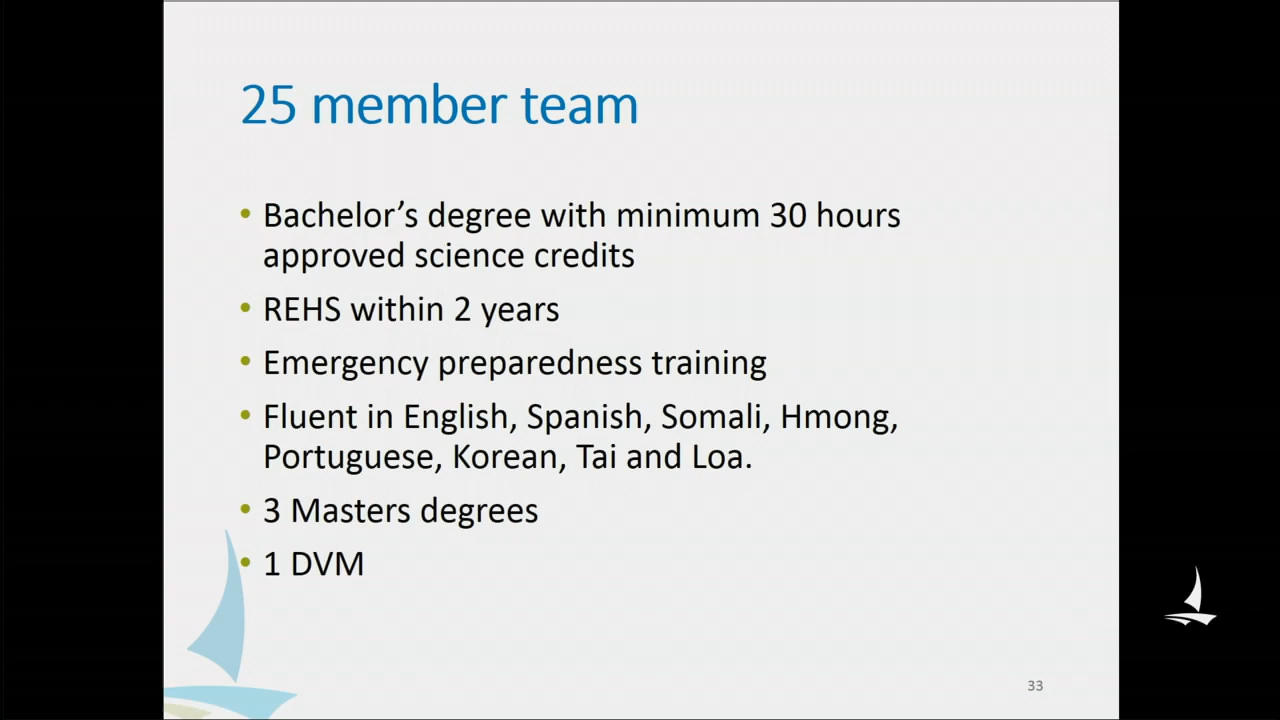 25 member team
• Bachelor’s degree with minimum 30 hours
approved science credits
• REHS within 2 years
• Emergency preparedness training
• Fluent in English, Spanish, Somali, Hmong,
Portuguese, Korean, Tai and Loa.
• 3 Masters degrees
• 1 DVM
33